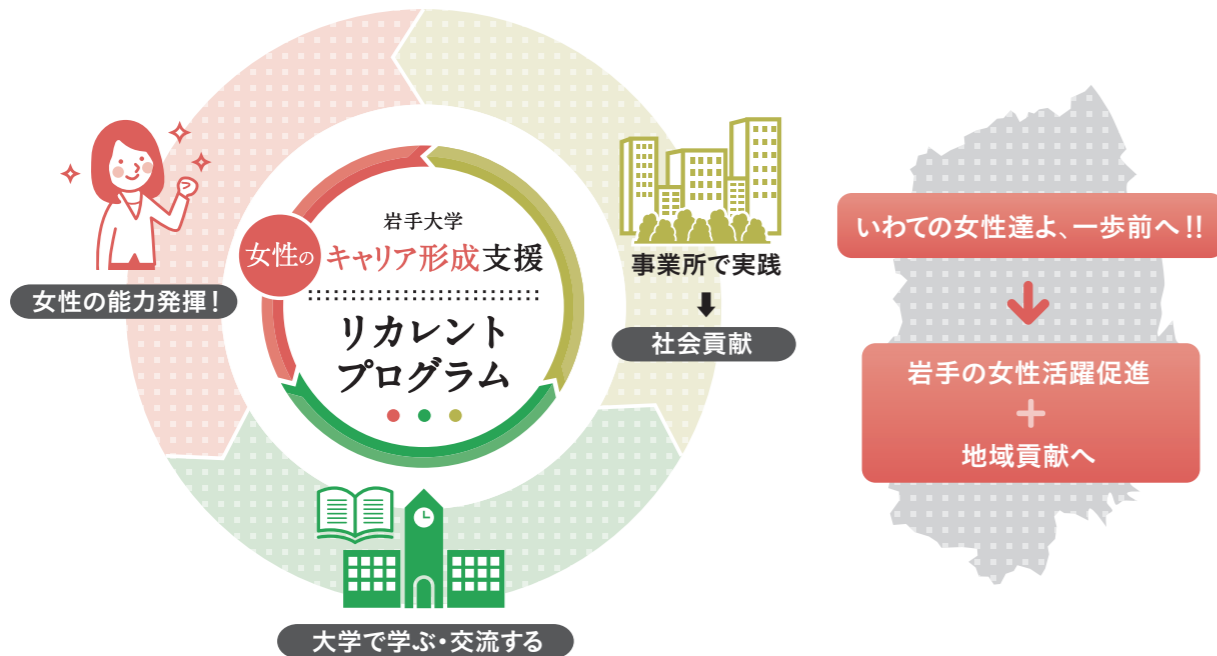 岩手大学
女性の
キャリア形成支援
リカレント
プログラム
女性の能力発揮！
事業所で実践
社会貢献
大学で学ぶ・交流する
いわての女性達よ、一歩前へ!!
岩手の女性活躍促進
＋
地域貢献へ